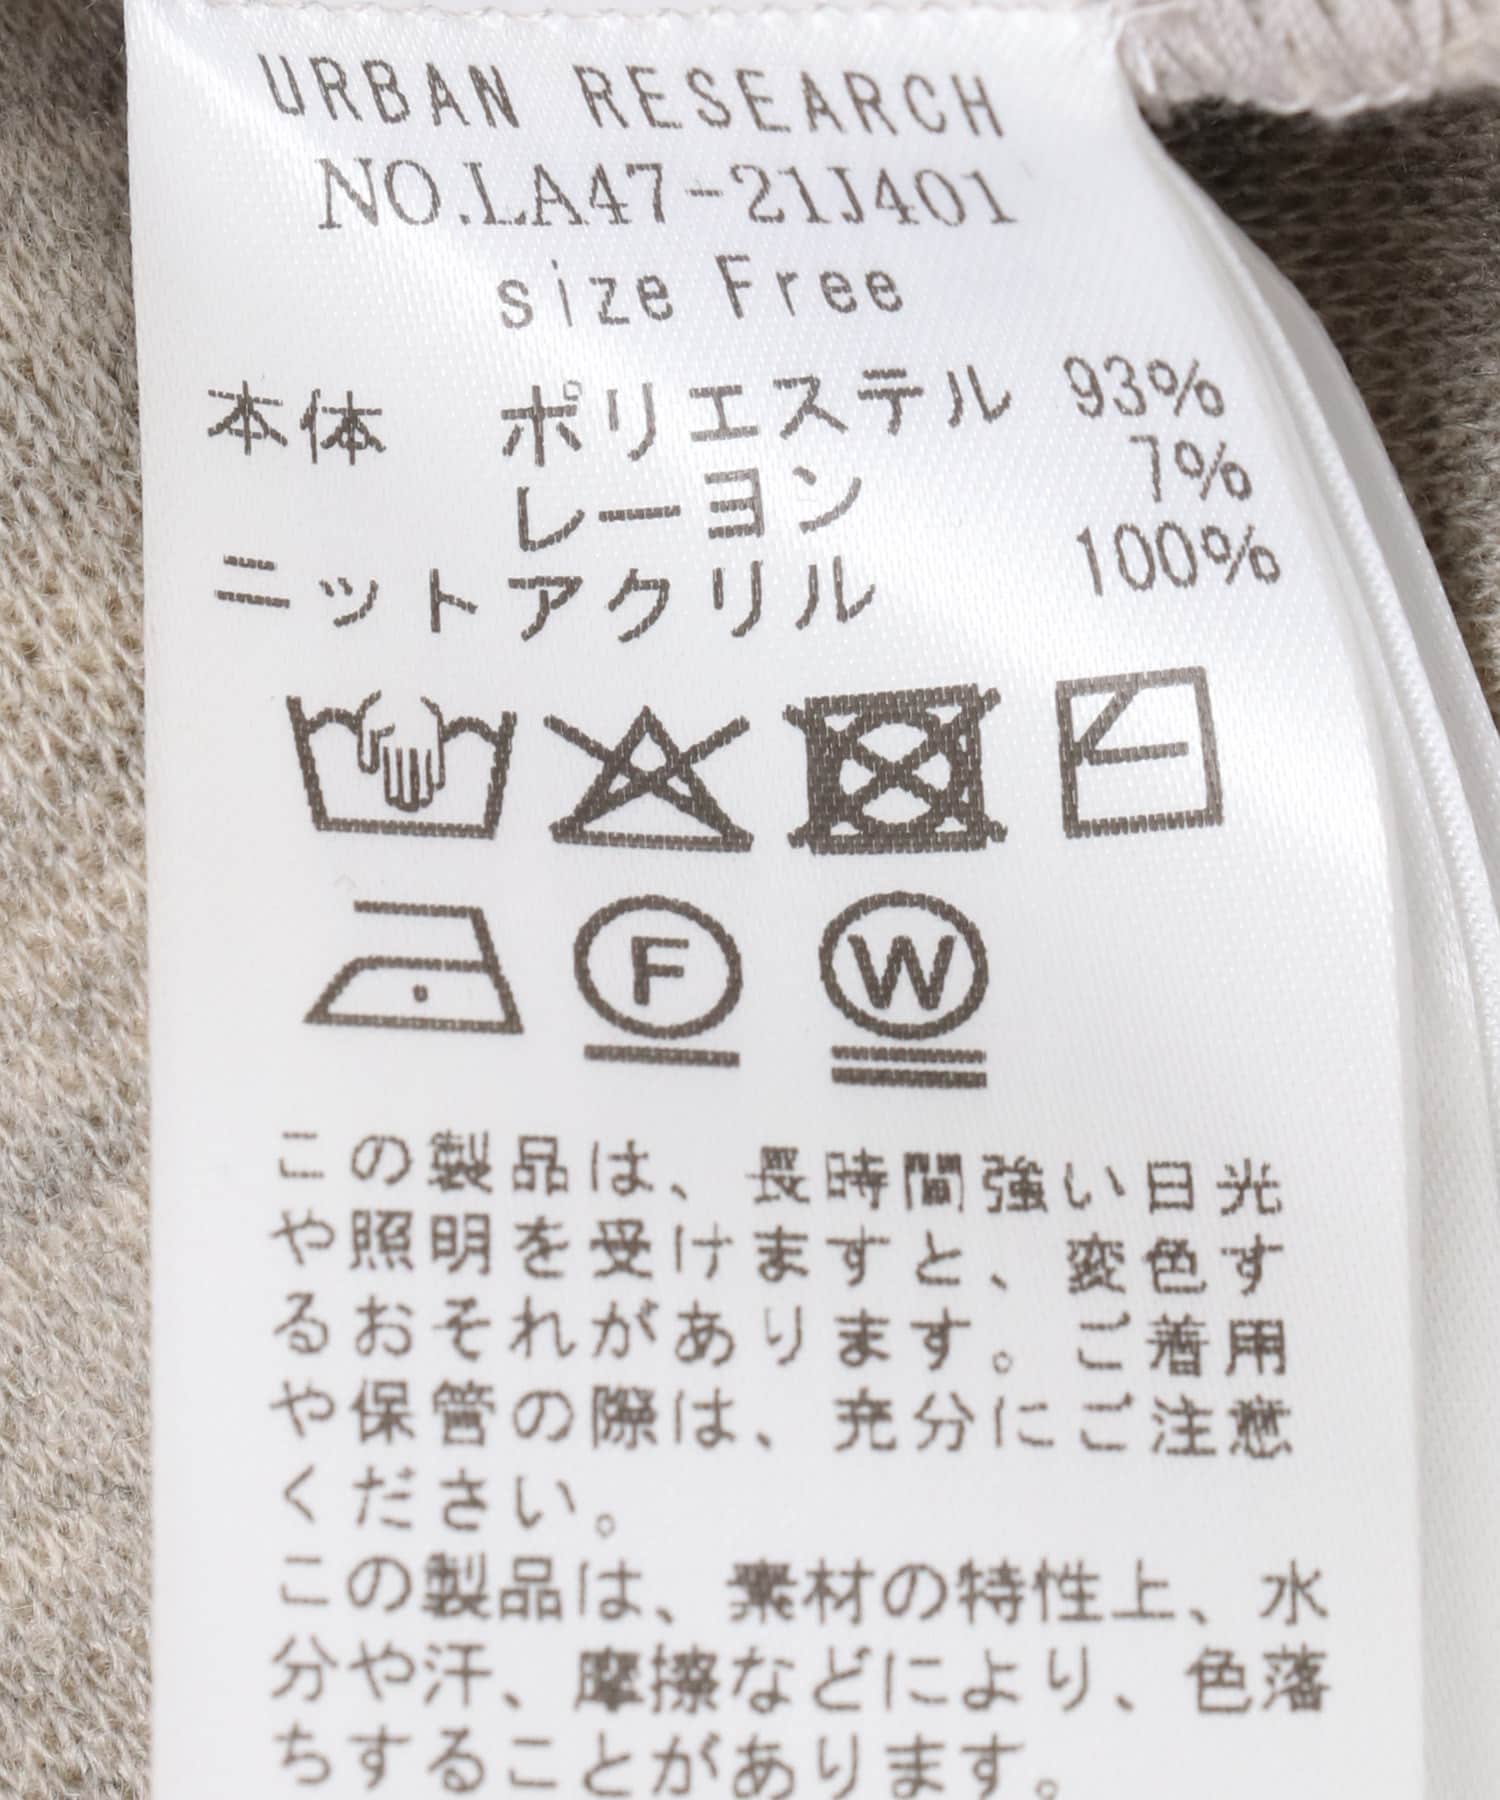 URBAN RESEARCH
NO.LA47-21J401
size Free
本体 ポリエステル 93%
レーヨン 7%
ニットアクリル 100%
F W
この製品は、長時間強い日光
や照明を受けますと、変色す
るおそれがあります。ご着用
や保管の際は、充分にご注意
ください。
この製品は、素材の特性上、水
分や汗、摩擦などにより、色落
ちすることがあります。